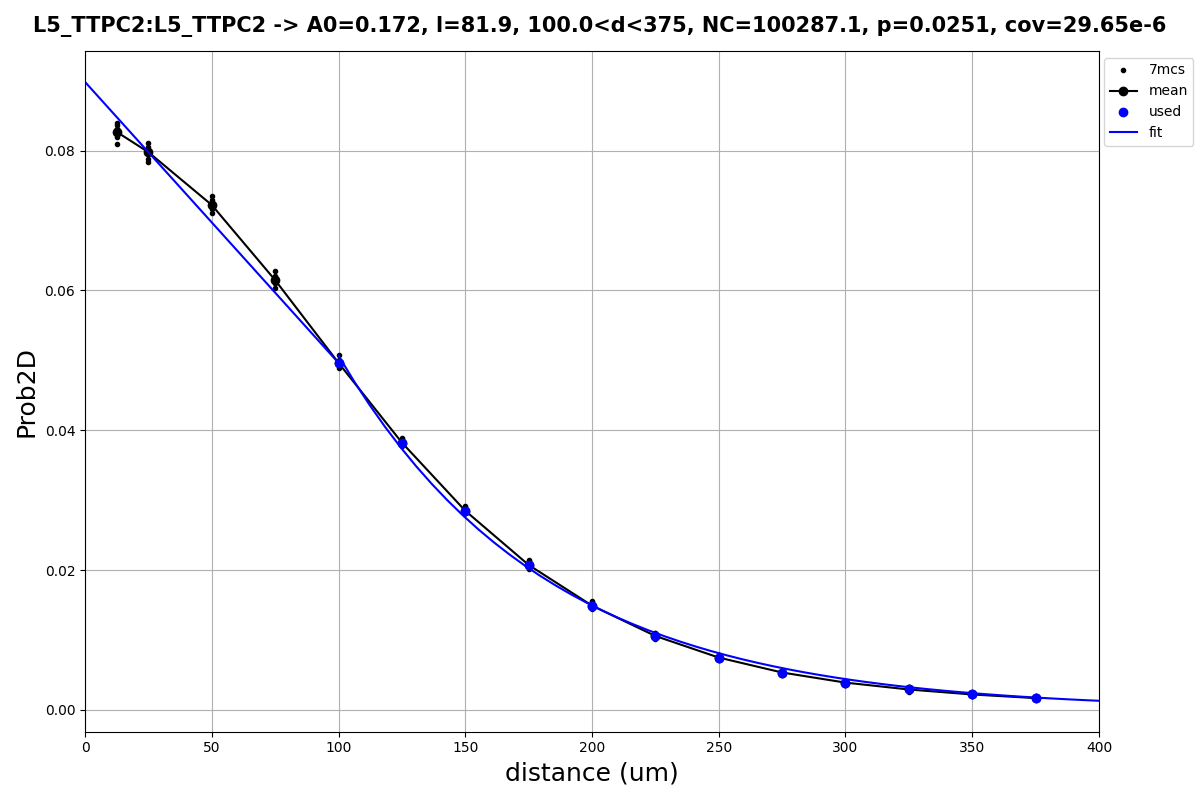 L5_TTPC2:L5_TTPC2 -> A0=0.172, l=81.9, 100.0<d<375, NC=100287.1, p=0.0251, cov=29.65e-6
7mcs
mean
used
fit
Prob2D
0.08
0.06
0.04
0.02
0.00
0 50 100 150 200 250 300 350 400
distance (um)